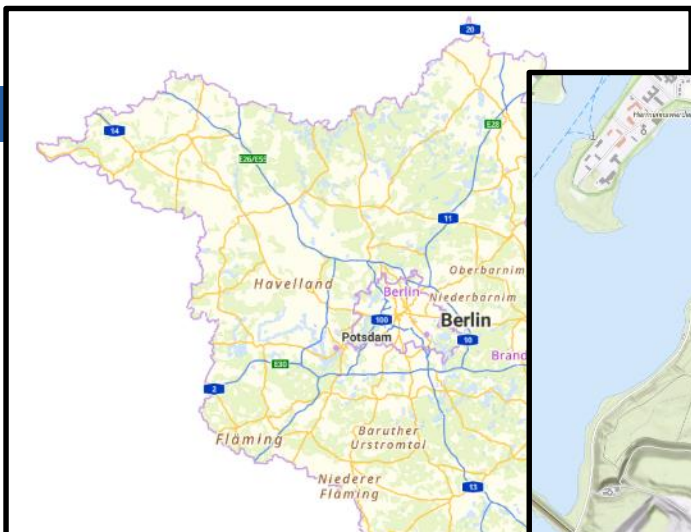 20
14
E28
E26/E55
Hermannswerder
11
Oberbarnim
Havelland
Berlin
Niederbarnim
100
Berlin
Potsdam
10
E30
2
Fläming
Baruther
Urstromtal
Niederer
Fläming
13